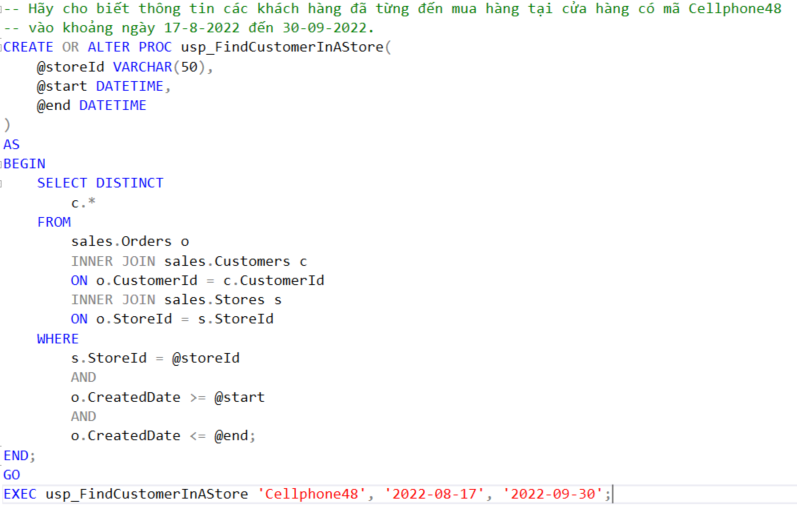 -- Hãy cho biết thông tin các khách hàng đã từng đến mua hàng tại cửa hàng có mã Cellphone48
-- vào khoảng ngày 17-8-2022 đến 30-09-2022.
CREATE OR ALTER PROC usp_FindCustomerInAStore(
    @storeId VARCHAR(50),
    @start DATETIME,
    @end DATETIME
)
AS
BEGIN
    SELECT DISTINCT
        c.*
    FROM
        sales.Orders o
        INNER JOIN sales.Customers c
        ON o.CustomerId = c.CustomerId
        INNER JOIN sales.Stores s
        ON o.StoreId = s.StoreId
    WHERE
        s.StoreId = @storeId
        AND
        o.CreatedDate >= @start
        AND
        o.CreatedDate <= @end;
END;
GO
EXEC usp_FindCustomerInAStore 'Cellphone48', '2022-08-17', '2022-09-30';